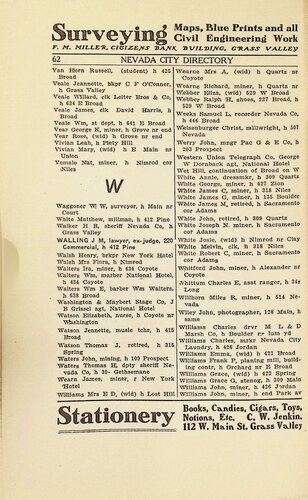 Surveying Maps, Blue Prints and all
Civil Engineering Work
F. M. MILLER, CIGIZENS BANK BUILDING, GRASS VALLEY
62 NEVADA CITY DIRECTORY
Van Horn Russell, (student) h 425
Broad
Veale Jeannette, bkpr C F O'Conner,
h Grass Valley
Veale Willard, clk Leiter Bros & Co,
h 424 E Broad
Veale James, clk David Harris, h
Broad
Veale Wm, st dept, h 641 E Broad
Vear George K, miner, h Grove nr end
Vear Rose, (wid) h Grove nr end
Vivian Leah, h Piety Hill
Vivian Mary, (wid) h E Main nr
Union
Vomalo Nat, miner, h Nimrod cor
Niles
W
Waggoner W W, surveyor, h Main nr
Court
Waite Matthew, millman, h 412 Pine
Walker H R, sheriff Nevada Co, h
Grass Valley
WALLING J M, lawyer, ex-judge, 220
Commercial, h 412 Pine
Walsh Henry, brkpr New York Hotel
Walsh Mrs Flora, h Nimrod
Walters Ira, miner, h 434 Coyote
Walters Wm, marker National Hotel,
h 434 Coyote
Walters Wm E, barber Wm Walters,
h 538 Broad
Washington & Maybert Stage Co, J
B Grissel agt, National Hotel
Watson Elizabeth, nurse, h Coyote nr
Washington
Watson Jennette, music tchr, h 415
Broad
Watson Thomas J, retired, h 315
Spring
Waters John, mining, h 109 Prospect
Waters Thomas H, dpty sheriff Nevada
Co, h Gethsemane
Wearn James, miner, r New York
Hotel
Williams Mrs E D, (wid) h Lost Hill
Wearne Mrs A, (wid) h Quartz nr
Coyote
Wearne Richard, miner, h Quartz nr
Webber Eliza, (wid) h 529 W Broad
Webber Ralph H, shoes, 227 Broad, h
529 W Broad
Weeks Samuel L, recorder Nevada Co,
h 446 Broad
Weisenburger Christ, millwright, h 307
Nevada
Werry John, mngr Pac G & E Co, h
203 Prospect
Western Union Telegraph Co, George
W Dornbach agt, National Hotel
Wet Hill, continuation of Broad on W
White Annie, dressmkr, h 309 Quartz
White George, miner, h 427 Zion
White James C, miner, h 318 Niles
White James E, miner, h 125 Boulder
White James M, retired, h Sacramento
cor Adams
White John, retired, h 309 Quartz
White Joseph N, miner, h Sacramento
cor Adams
White Josie, (wid) h Nimrod nr Clay
White Melvin, clk, h 318 Niles
White Robert C, miner, h Sacramento
cor Adams
Whitford John, miner, h Alexander nr
Coyote
Whittum Charles E, asst ranger, h 344
Long
Wilhorn Miles R, miner, h 514 Nevada
Wiley John, photographer, 128 Main, h
same
Williams Charles drvr M L & D
Marsh Co, h Boulder nr lum yd
Williams Charles, mrkr Nevada City
Laundry, h 436 Jordan
Williams Emma, (wid) h 421 Broad
Williams Frank P, planing mill, building
contr, h Orchard nr E Broad
Williams Grace, (wid) h 422 Spring
Williams Grace G, stenog, h 309 Main
Williams John, miner, h 436 Jordan
Williams John, miner, h end Park av
Stationery Books, Candies, Cigars, Toys,
Notions, Etc. C. W. Jenkin.
112 W. Main St. Grass Valley